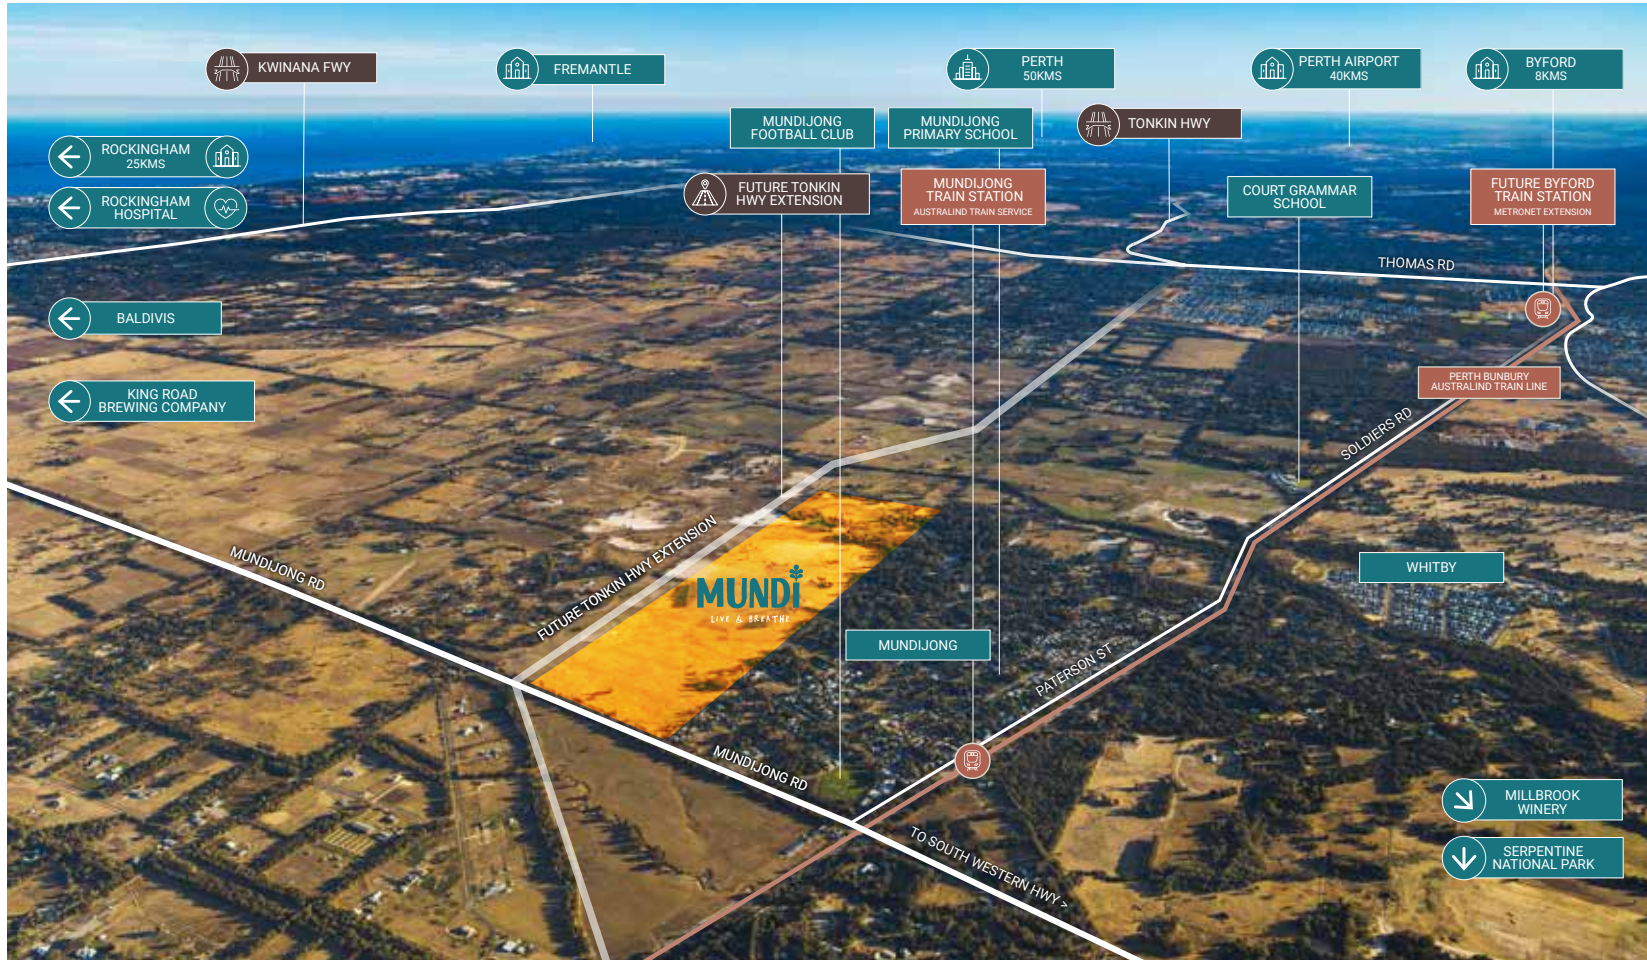 KWINANA FWY
FREMANTLE
PERTH
50KMS
PERTH AIRPORT
40KMS
BYFORD
8KMS
MUNDIJONG
FOOTBALL CLUB
MUNDIJONG
PRIMARY SCHOOL
TONKIN HWY
ROCKINGHAM
25KMS
ROCKINGHAM
HOSPITAL
FUTURE TONKIN
HWY EXTENSION
MUNDIJONG
TRAIN STATION
AUSTRALIND TRAIN SERVICE
COURT GRAMMAR
SCHOOL
FUTURE BYFORD
TRAIN STATION
METRONET EXTENSION
THOMAS RD
BALDIVIS
KING ROAD
BREWING COMPANY
PERTH BUNBURY
AUSTRALIND TRAIN LINE
SOLDIERS RD
MUNDIJONG RD
FUTURE TONKIN HWY EXTENSION
MUNDI
LIVE & BREATHE
WHITBY
MUNDIJONG
PATERSON ST
MUNDIJONG RD
TO SOUTH WESTERN HWY >
MILLBROOK
WINERY
SERPENTINE
NATIONAL PARK